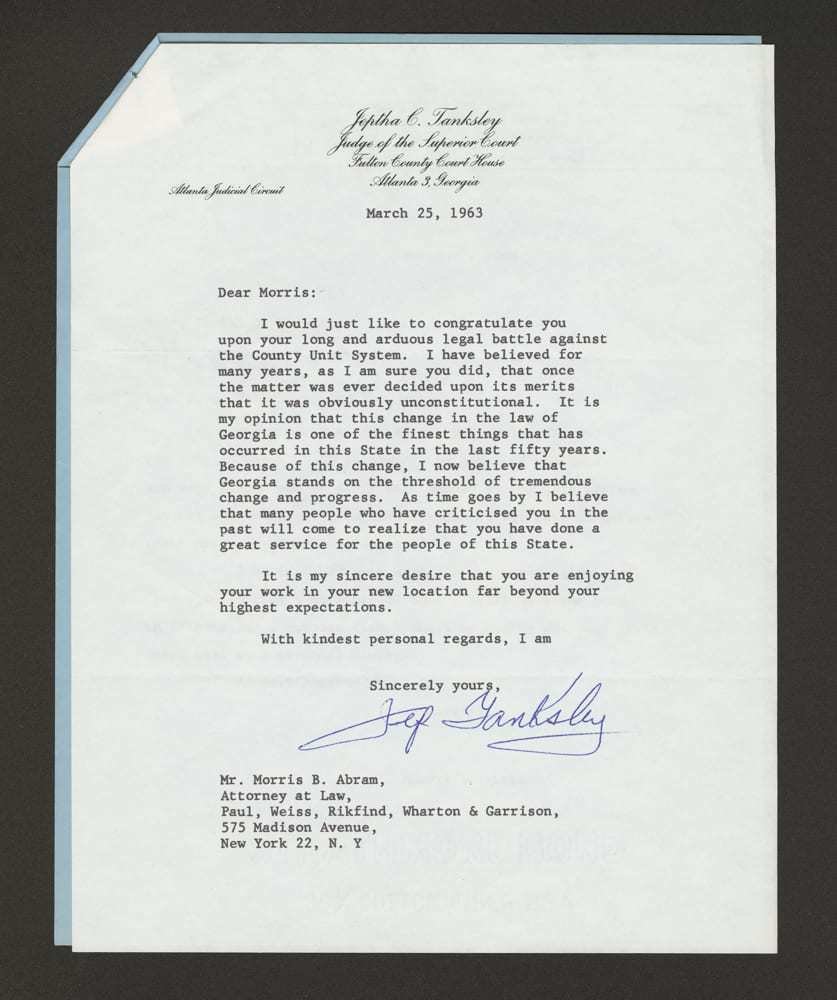 Jeptha C. Tanksley
Judge of the Superior Court
Fulton County Court House
Atlanta 3, Georgia
Atlanta Judicial Circuit
March 25, 1963
Dear Morris:
I would just like to congratulate you
upon your long and arduous legal battle against
the County Unit System. I have believed for
many years, as I am sure you did, that once
the matter was ever decided upon its merits
that it was obviously unconstitutional. It is
my opinion that this change in the law of
Georgia is one of the finest things that has
occurred in this State in the last fifty years.
Because of this change, I now believe that
Georgia stands on the threshold of tremendous
change and progress. As time goes by I believe
that many people who have criticised you in the
past will come to realize that you have done a
great service for the people of this State.
It is my sincere desire that you are enjoying
your work in your new location far beyond your
highest expectations.
With kindest personal regards, I am
Sincerely yours,
Jep Tanksley
Mr. Morris B. Abram,
Attorney at Law,
Paul, Weiss, Rikfind, Wharton & Garrison,
575 Madison Avenue,
New York 22, N. Y